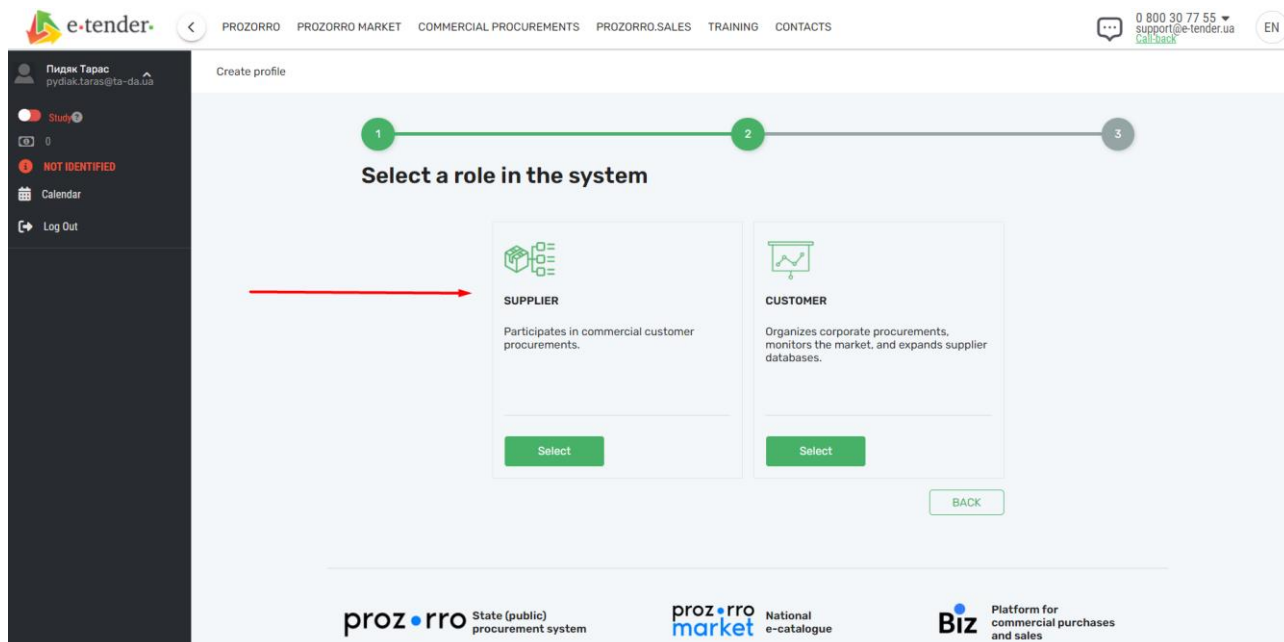 e-tender.
PROZORRO PROZORRO MARKET COMMERCIAL PROCUREMENTS PROZORRO.SALES TRAINING CONTACTS
0 800 30 77 55
support@e-tender.ua
Call-back
EN
Пидяк Тарас
pydiak.taras@ta-da.ua
Study
0
NOT IDENTIFIED
Calendar
Log Out
Create profile
1 2 3
Select a role in the system
SUPPLIER
Participates in commercial customer
procurements.
Select
CUSTOMER
Organizes corporate procurements,
monitors the market, and expands supplier
databases.
Select
BACK
prozorro
State (public)
procurement system
prozorro
market
National
e-catalogue
Biz
Platform for
commercial purchases
and sales